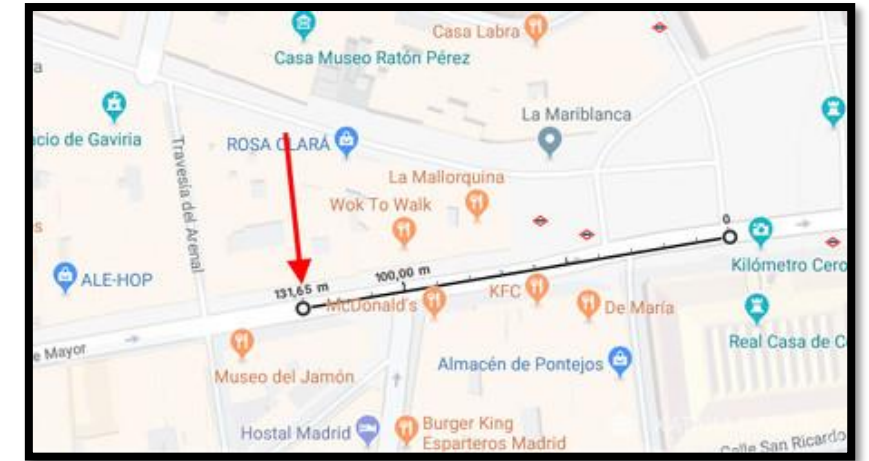 Casa Labra
Casa Museo Ratón Pérez
a
La Mariblanca
cio de Gaviria
ROSA CLARÁ
Travesía del Arenal
La Mallorquina
Wok To Walk
s
0
100,00 m
131,65 m
ALE-HOP
Kilómetro Cero
KFC
McDonald's
De María
e Mayor
Real Casa de C
Almacén de Pontejos
Museo del Jamón
Hostal Madrid
Burger King
Esparteros Madrid
Calle San Ricardo